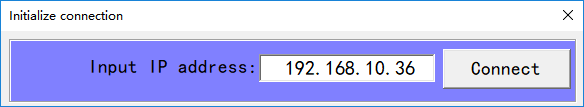 Initialize connection
Input IP address: 192.168.10.36 Connect